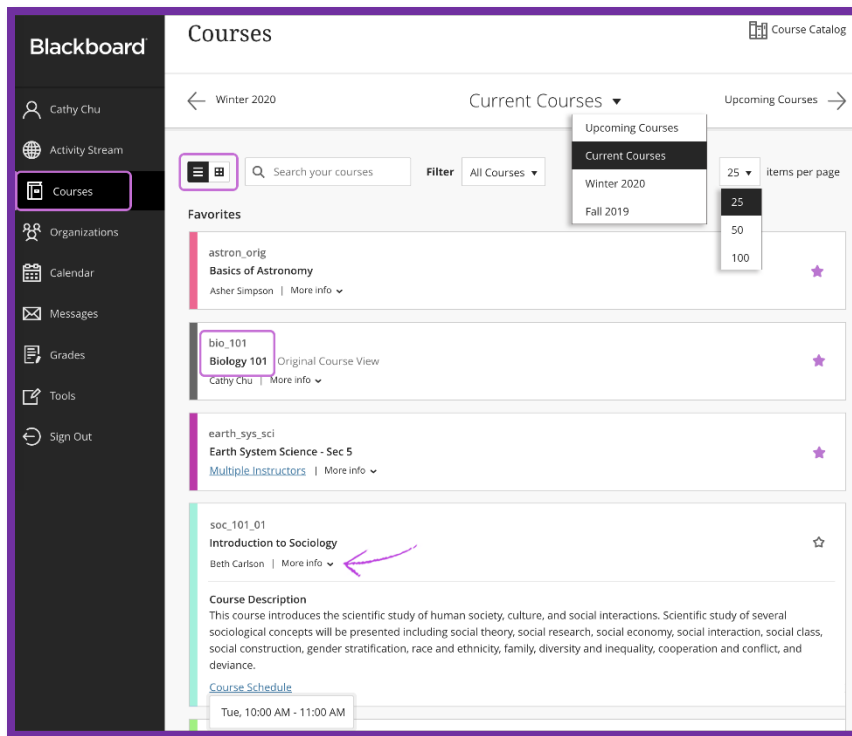 Blackboard
Cathy Chu
Activity Stream
Courses
Organizations
Calendar
Messages
Grades
Tools
Sign Out
Courses
Course Catalog
Winter 2020
Current Courses
Upcoming Courses
Upcoming Courses
Current Courses
Winter 2020
Fall 2019
Search your courses
Filter
All Courses
25 items per page
25
50
100
Favorites
astron_orig
Basics of Astronomy
Asher Simpson | More info
bio_101
Biology 101 Original Course View
Cathy Chu | More info
earth_sys_sci
Earth System Science - Sec 5
Multiple Instructors | More info
soc_101_01
Introduction to Sociology
Beth Carlson | More info
Course Description
This course introduces the scientific study of human society, culture, and social interactions. Scientific study of several
sociological concepts will be presented including social theory, social research, social economy, social interaction, social class,
social construction, gender stratification, race and ethnicity, family, diversity and inequality, cooperation and conflict, and
deviance.
Course Schedule
Tue, 10:00 AM - 11:00 AM